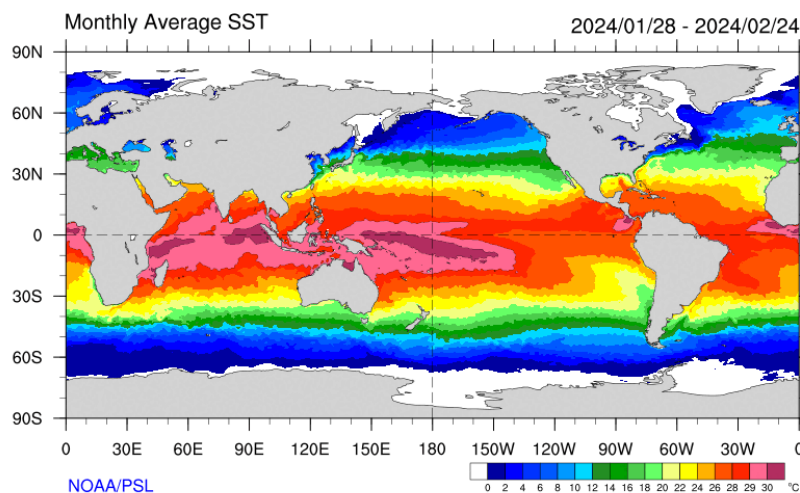 Monthly Average SST 2024/01/28 - 2024/02/24
90N
60N
30N
0
30S
60S
90S
0 30E 60E 90E 120E 150E 180 150W 120W 90W 60W 30W 0
0 2 4 6 8 10 12 14 16 18 20 22 24 26 28 29 30 °C
NOAA/PSL